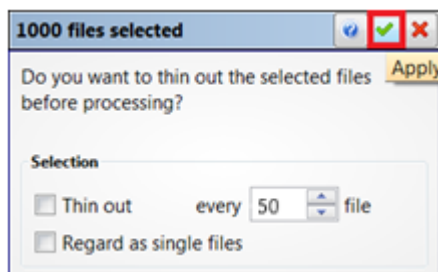 1000 files selected
Do you want to thin out the selected files
before processing?
Apply
Selection
Thin out every 50 file
Regard as single files